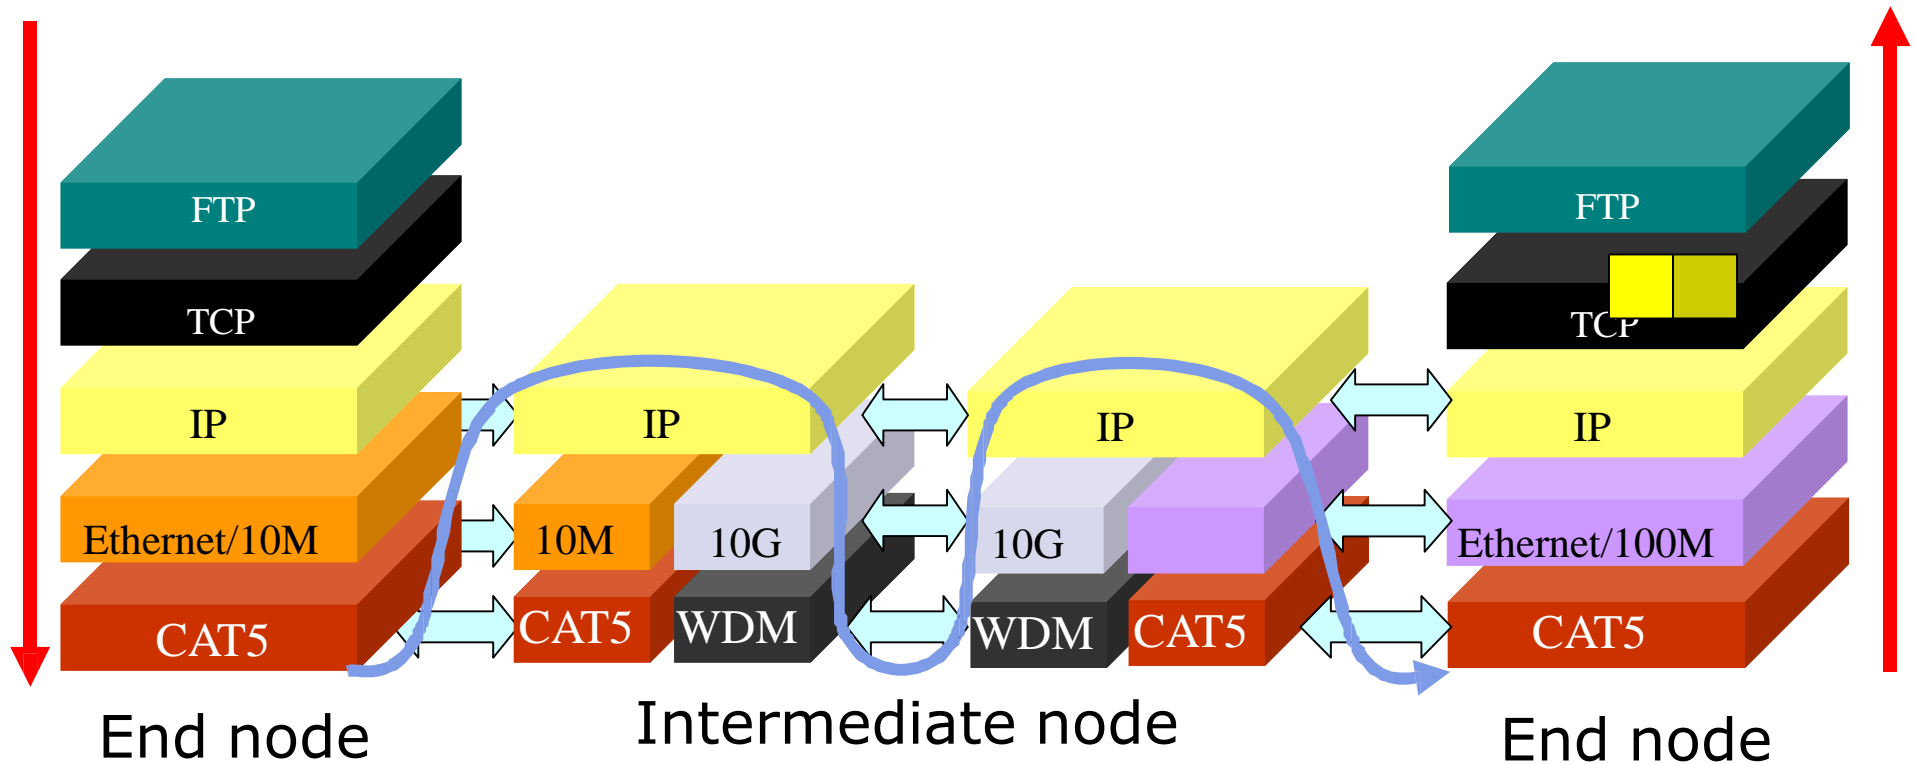 FTP
TCP
IP
Ethernet/10M
CAT5
End node
IP
10M
10G
CAT5
WDM
IP
10G
WDM
CAT5
Intermediate node
FTP
TCP
IP
Ethernet/100M
CAT5
End node